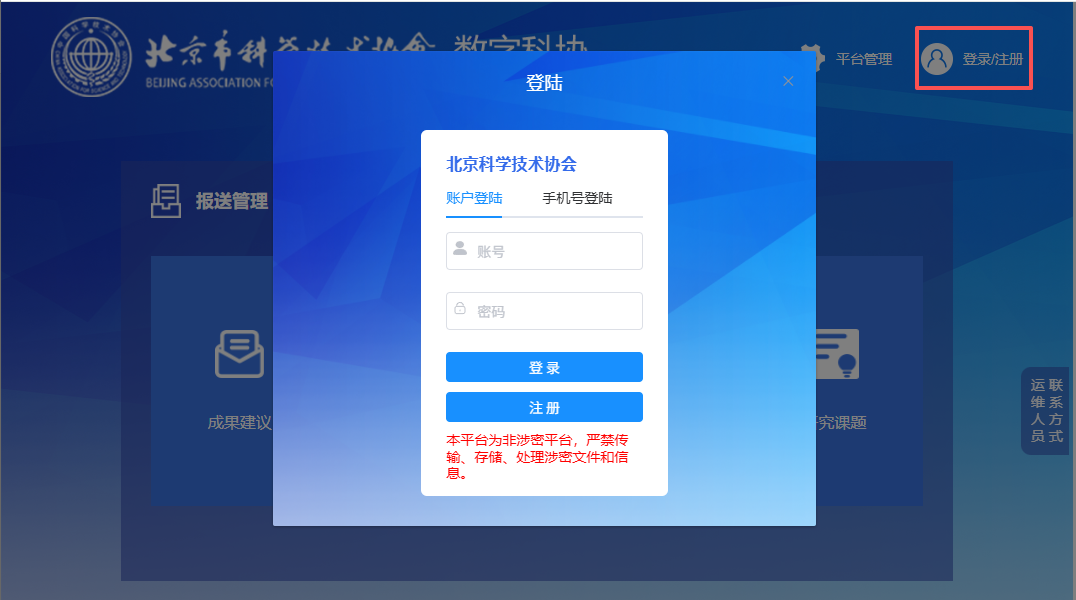 北京市科学技术协会 数字科协
BEIJING ASSOCIATION FO
平台管理
登录/注册
登陆
报送管理
北京科学技术协会
账户登陆 手机号登陆
账号
密码
登 录
注 册
本平台为非涉密平台，严禁传
输、存储、处理涉密文件和信
息。
成果建议
究课题
联系方式
运维人员